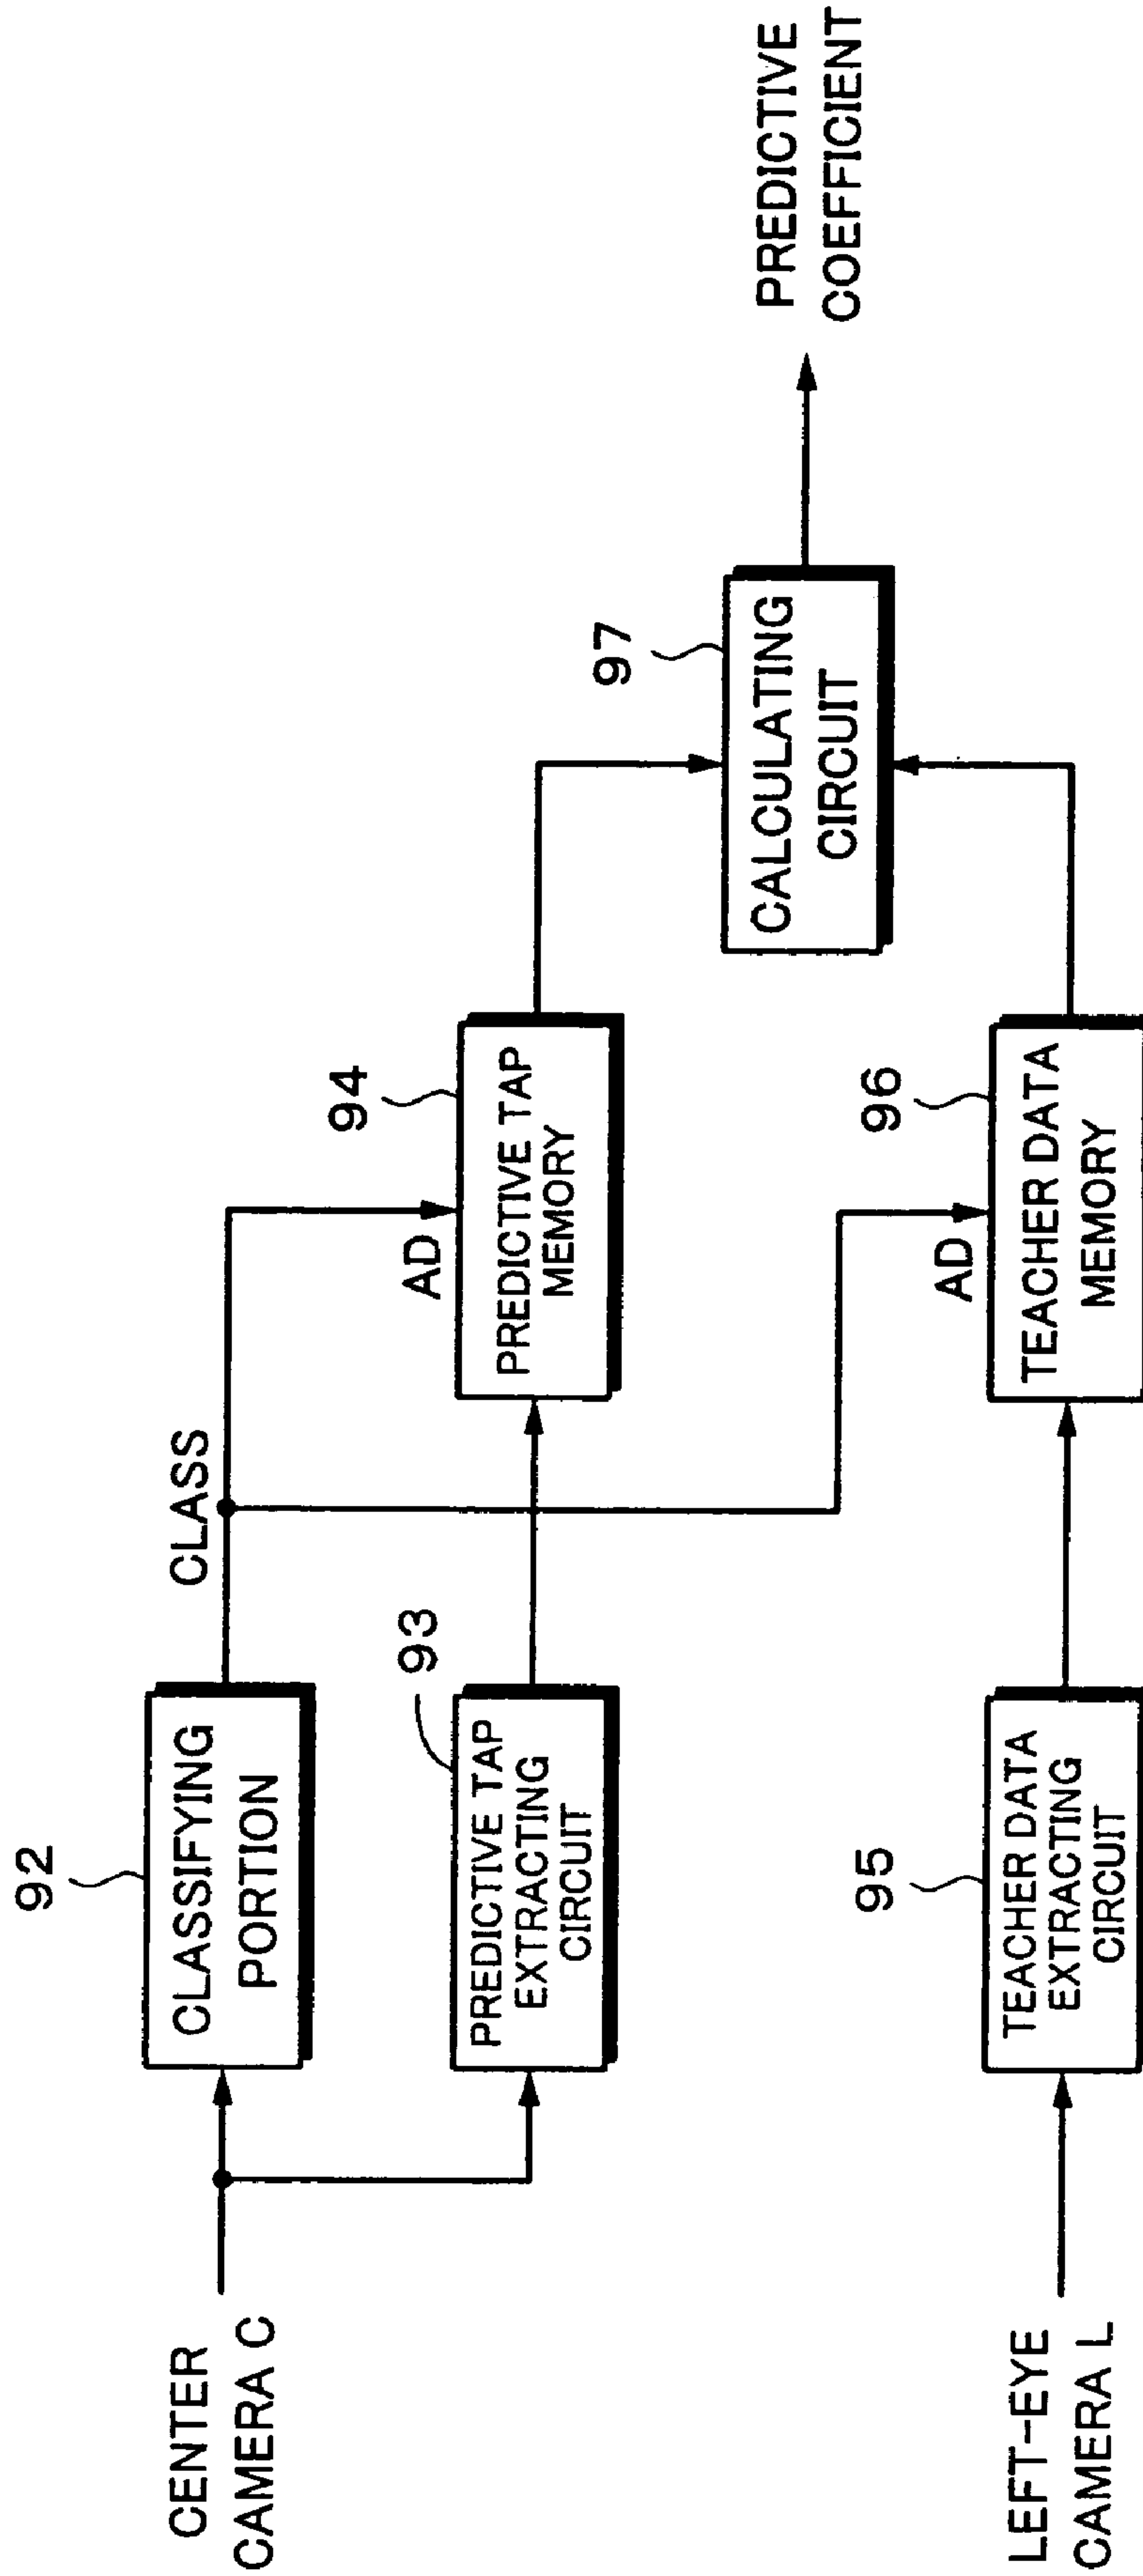 CENTER
CAMERA C
92
CLASSIFYING
PORTION
CLASS
93
PREDICTIVE TAP
EXTRACTING
CIRCUIT
94
AD
PREDICTIVE TAP
MEMORY
LEFT-EYE
CAMERA L
95
TEACHER DATA
EXTRACTING
CIRCUIT
96
AD
TEACHER DATA
MEMORY
97
CALCULATING
CIRCUIT
PREDICTIVE
COEFFICIENT